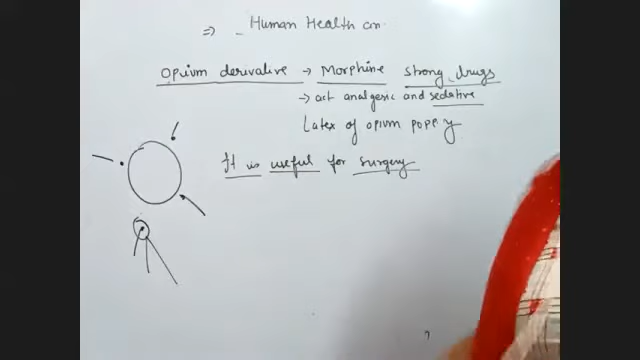 ⇒ Human Health an
Opium derivative → Morphine strong drugs
→ act analgesic and sedative
Latex of opium poppy
It is useful for surgery